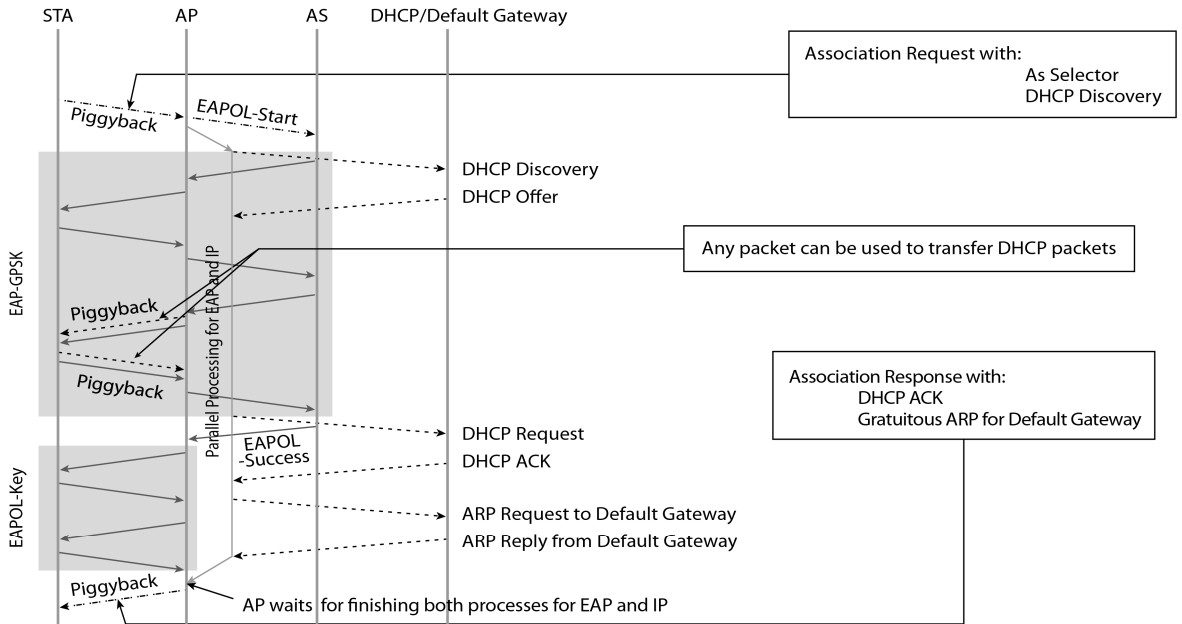 STA
AP
AS
DHCP/Default Gateway
Association Request with:
As Selector
DHCP Discovery
Piggyback
EAPOL-Start
DHCP Discovery
DHCP Offer
Any packet can be used to transfer DHCP packets
EAP-GPSK
Parallel Processing for EAP and IP
Piggyback
Piggyback
Association Response with:
DHCP ACK
Gratuitous ARP for Default Gateway
DHCP Request
EAPOL
-Success
DHCP ACK
EAPOL-Key
ARP Request to Default Gateway
ARP Reply from Default Gateway
Piggyback
AP waits for finishing both processes for EAP and IP